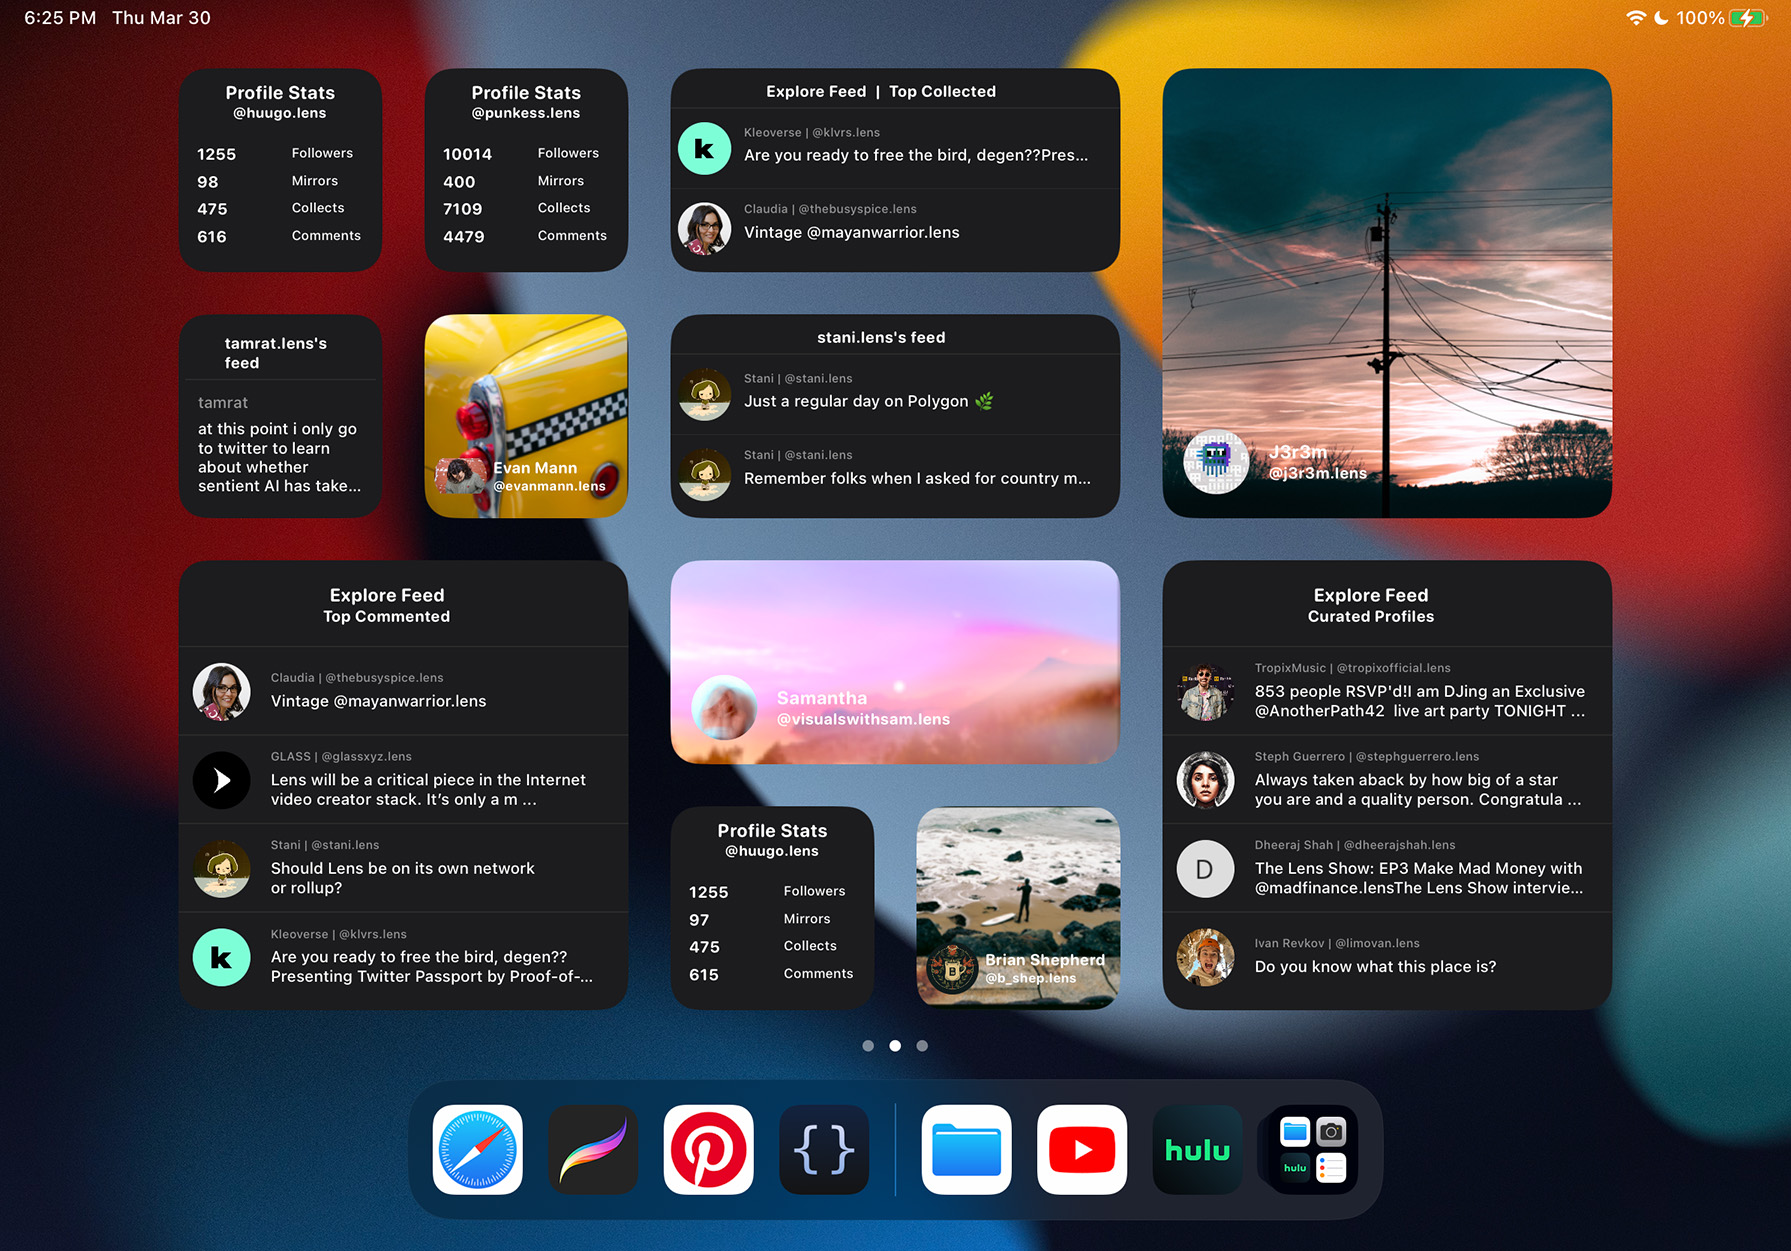 6:25 PM Thu Mar 30
100%
Profile Stats
@huugo.lens
1255 Followers
98 Mirrors
475 Collects
616 Comments
Profile Stats
@punkess.lens
10014 Followers
400 Mirrors
7109 Collects
4479 Comments
Explore Feed | Top Collected
k
Kleoverse | @klvrs.lens
Are you ready to free the bird, degen??Pres...
Claudia | @thebusyspice.lens
Vintage @mayanwarrior.lens
J3r3m
@j3r3m.lens
tamrat.lens's
feed
tamrat
at this point i only go
to twitter to learn
about whether
sentient AI has take...
Evan Mann
@evanmann.lens
stani.lens's feed
Stani | @stani.lens
Just a regular day on Polygon 🌿
Stani | @stani.lens
Remember folks when I asked for country m...
Explore Feed
Top Commented
Claudia | @thebusyspice.lens
Vintage @mayanwarrior.lens
GLASS | @glassxyz.lens
Lens will be a critical piece in the Internet
video creator stack. It’s only a m ...
Stani | @stani.lens
Should Lens be on its own network
or rollup?
k
Kleoverse | @klvrs.lens
Are you ready to free the bird, degen??
Presenting Twitter Passport by Proof-of-...
Samantha
@visualswithsam.lens
Profile Stats
@huugo.lens
1255 Followers
97 Mirrors
475 Collects
615 Comments
B
Brian Shepherd
@b_shep.lens
Explore Feed
Curated Profiles
TropixMusic | @tropixofficial.lens
853 people RSVP'd!I am DJing an Exclusive
@AnotherPath42 live art party TONIGHT ...
Steph Guerrero | @stephguerrero.lens
Always taken aback by how big of a star
you are and a quality person. Congratula ...
D
Dheeraj Shah | @dheerajshah.lens
The Lens Show: EP3 Make Mad Money with
@madfinance.lensThe Lens Show intervie...
Ivan Revkov | @limovan.lens
Do you know what this place is?
{}
hulu
hulu